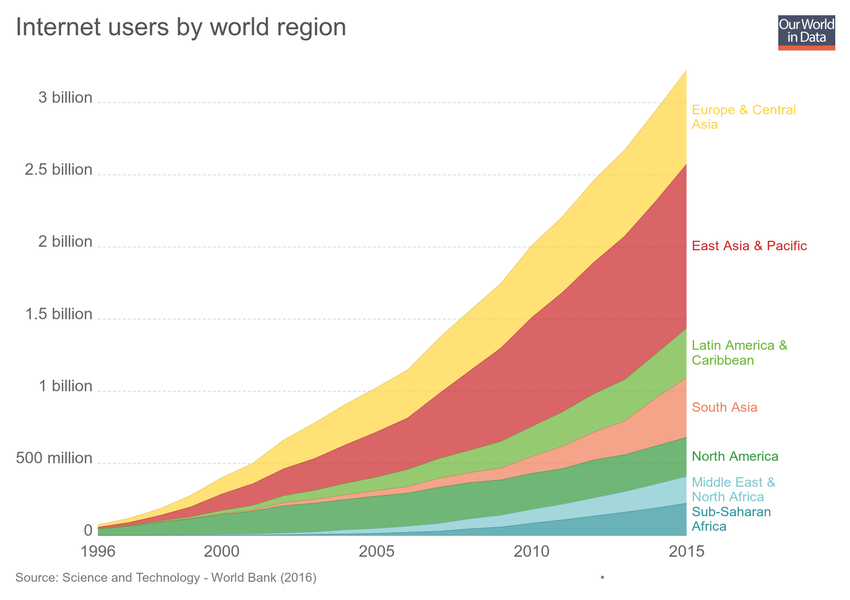 Internet users by world region
Our World
in Data
3 billion
2.5 billion
2 billion
1.5 billion
1 billion
500 million
0
Europe & Central
Asia
East Asia & Pacific
Latin America &
Caribbean
South Asia
North America
Middle East &
North Africa
Sub-Saharan
Africa
1996
2000
2005
2010
2015
Source: Science and Technology - World Bank (2016)